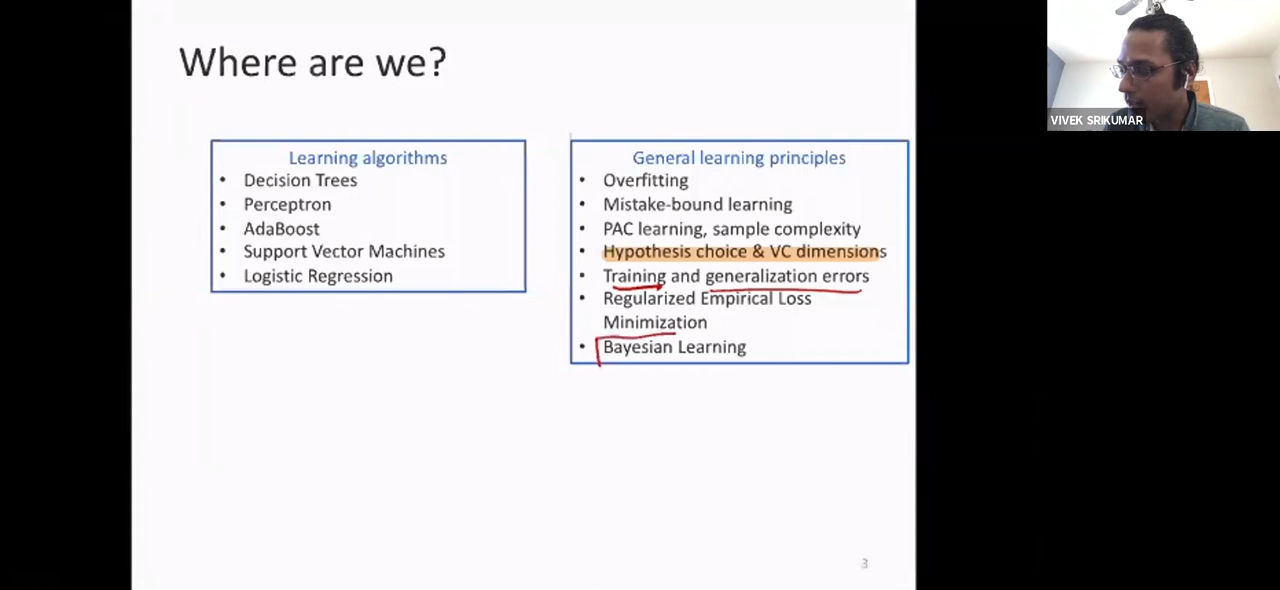 Where are we?
Learning algorithms
• Decision Trees
• Perceptron
• AdaBoost
• Support Vector Machines
• Logistic Regression
General learning principles
• Overfitting
• Mistake-bound learning
• PAC learning, sample complexity
• Hypothesis choice & VC dimensions
• Training and generalization errors
• Regularized Empirical Loss
Minimization
• Bayesian Learning
3
VIVEK SRIKUMAR